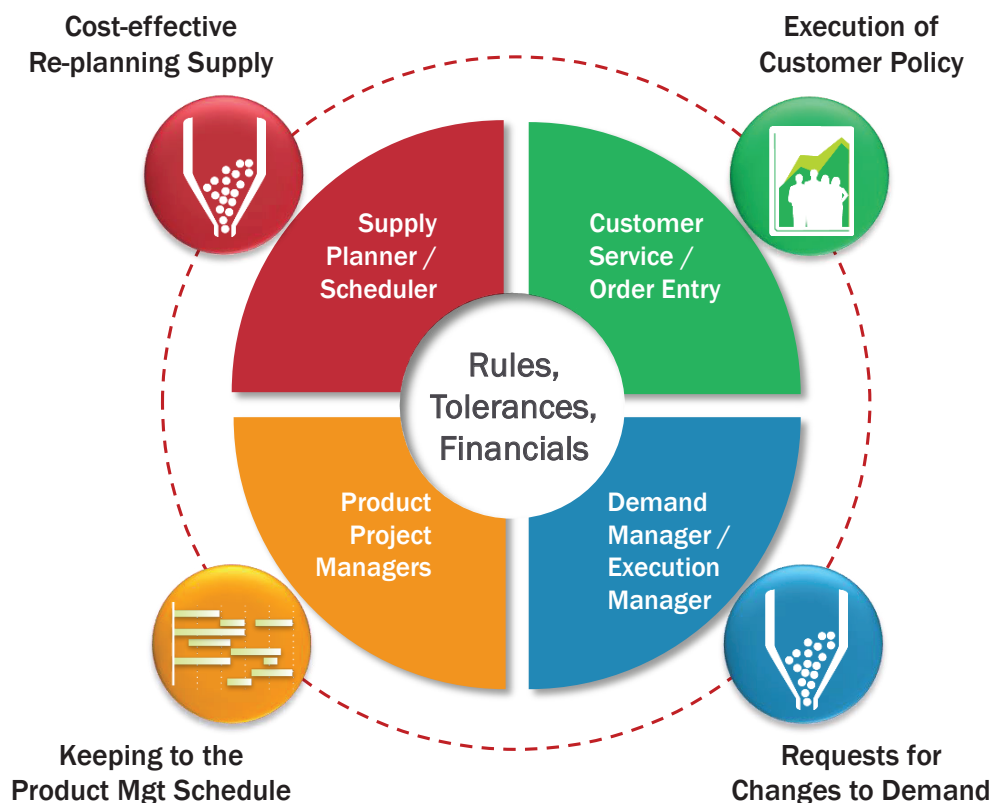 Cost-effective
Re-planning Supply
Execution of
Customer Policy
Supply
Planner /
Scheduler
Customer
Service /
Order Entry
Rules,
Tolerances,
Financials
Product
Project
Managers
Demand
Manager /
Execution
Manager
Keeping to the
Product Mgt Schedule
Requests for
Changes to Demand